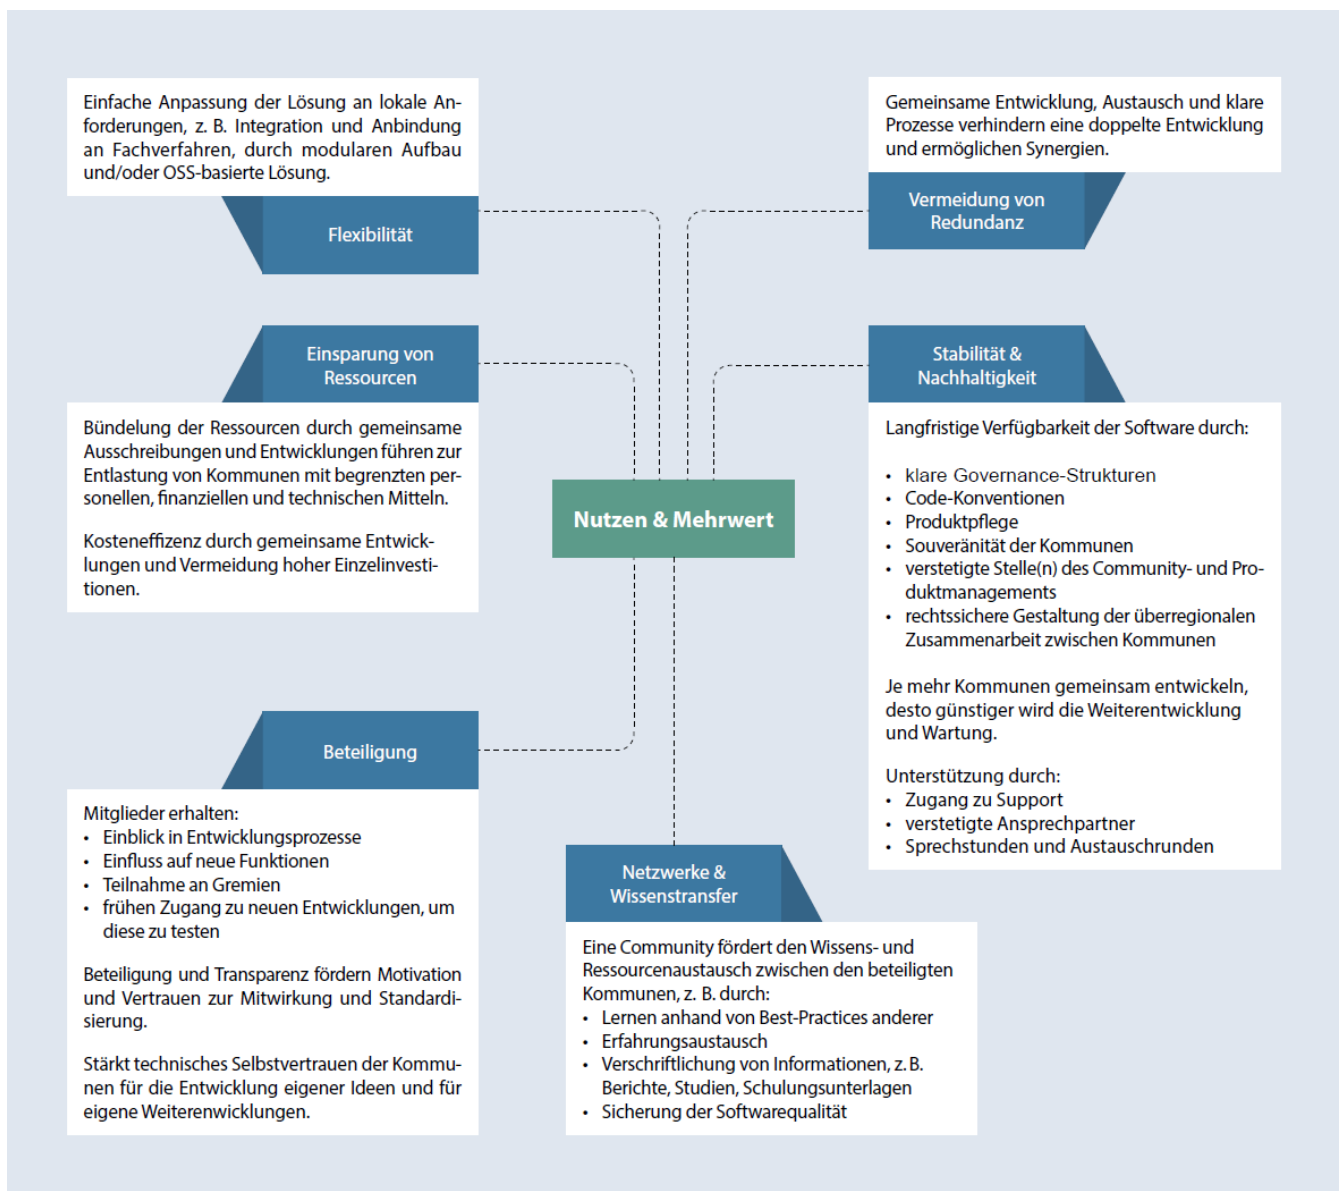 Einfache Anpassung der Lösung an lokale An-
forderungen, z. B. Integration und Anbindung
an Fachverfahren, durch modularen Aufbau
und/oder OSS-basierte Lösung.
Flexibilität
Gemeinsame Entwicklung, Austausch und klare
Prozesse verhindern eine doppelte Entwicklung
und ermöglichen Synergien.
Vermeidung von
Redundanz
Einsparung von
Ressourcen
Bündelung der Ressourcen durch gemeinsame
Ausschreibungen und Entwicklungen führen zur
Entlastung von Kommunen mit begrenzten per-
sonellen, finanziellen und technischen Mitteln.
Kosteneffizenz durch gemeinsame Entwick-
lungen und Vermeidung hoher Einzelinvesti-
tionen.
Nutzen & Mehrwert
Stabilität &
Nachhaltigkeit
Langfristige Verfügbarkeit der Software durch:
• klare Governance-Strukturen
• Code-Konventionen
• Produktpflege
• Souveränität der Kommunen
• verstetigte Stelle(n) des Community- und Pro-
duktmanagements
• rechtssichere Gestaltung der überregionalen
Zusammenarbeit zwischen Kommunen
Je mehr Kommunen gemeinsam entwickeln,
desto günstiger wird die Weiterentwicklung
und Wartung.
Unterstützung durch:
• Zugang zu Support
• verstetigte Ansprechpartner
• Sprechstunden und Austauschrunden
Beteiligung
Mitglieder erhalten:
• Einblick in Entwicklungsprozesse
• Einfluss auf neue Funktionen
• Teilnahme an Gremien
• frühen Zugang zu neuen Entwicklungen, um
diese zu testen
Beteiligung und Transparenz fördern Motivation
und Vertrauen zur Mitwirkung und Standardi-
sierung.
Stärkt technisches Selbstvertrauen der Kommu-
nen für die Entwicklung eigener Ideen und für
eigene Weiterenwicklungen.
Netzwerke &
Wissenstransfer
Eine Community fördert den Wissens- und
Ressourcenaustausch zwischen den beteiligten
Kommunen, z. B. durch:
• Lernen anhand von Best-Practices anderer
• Erfahrungsaustausch
• Verschriftlichung von Informationen, z. B.
Berichte, Studien, Schulungsunterlagen
• Sicherung der Softwarequalität